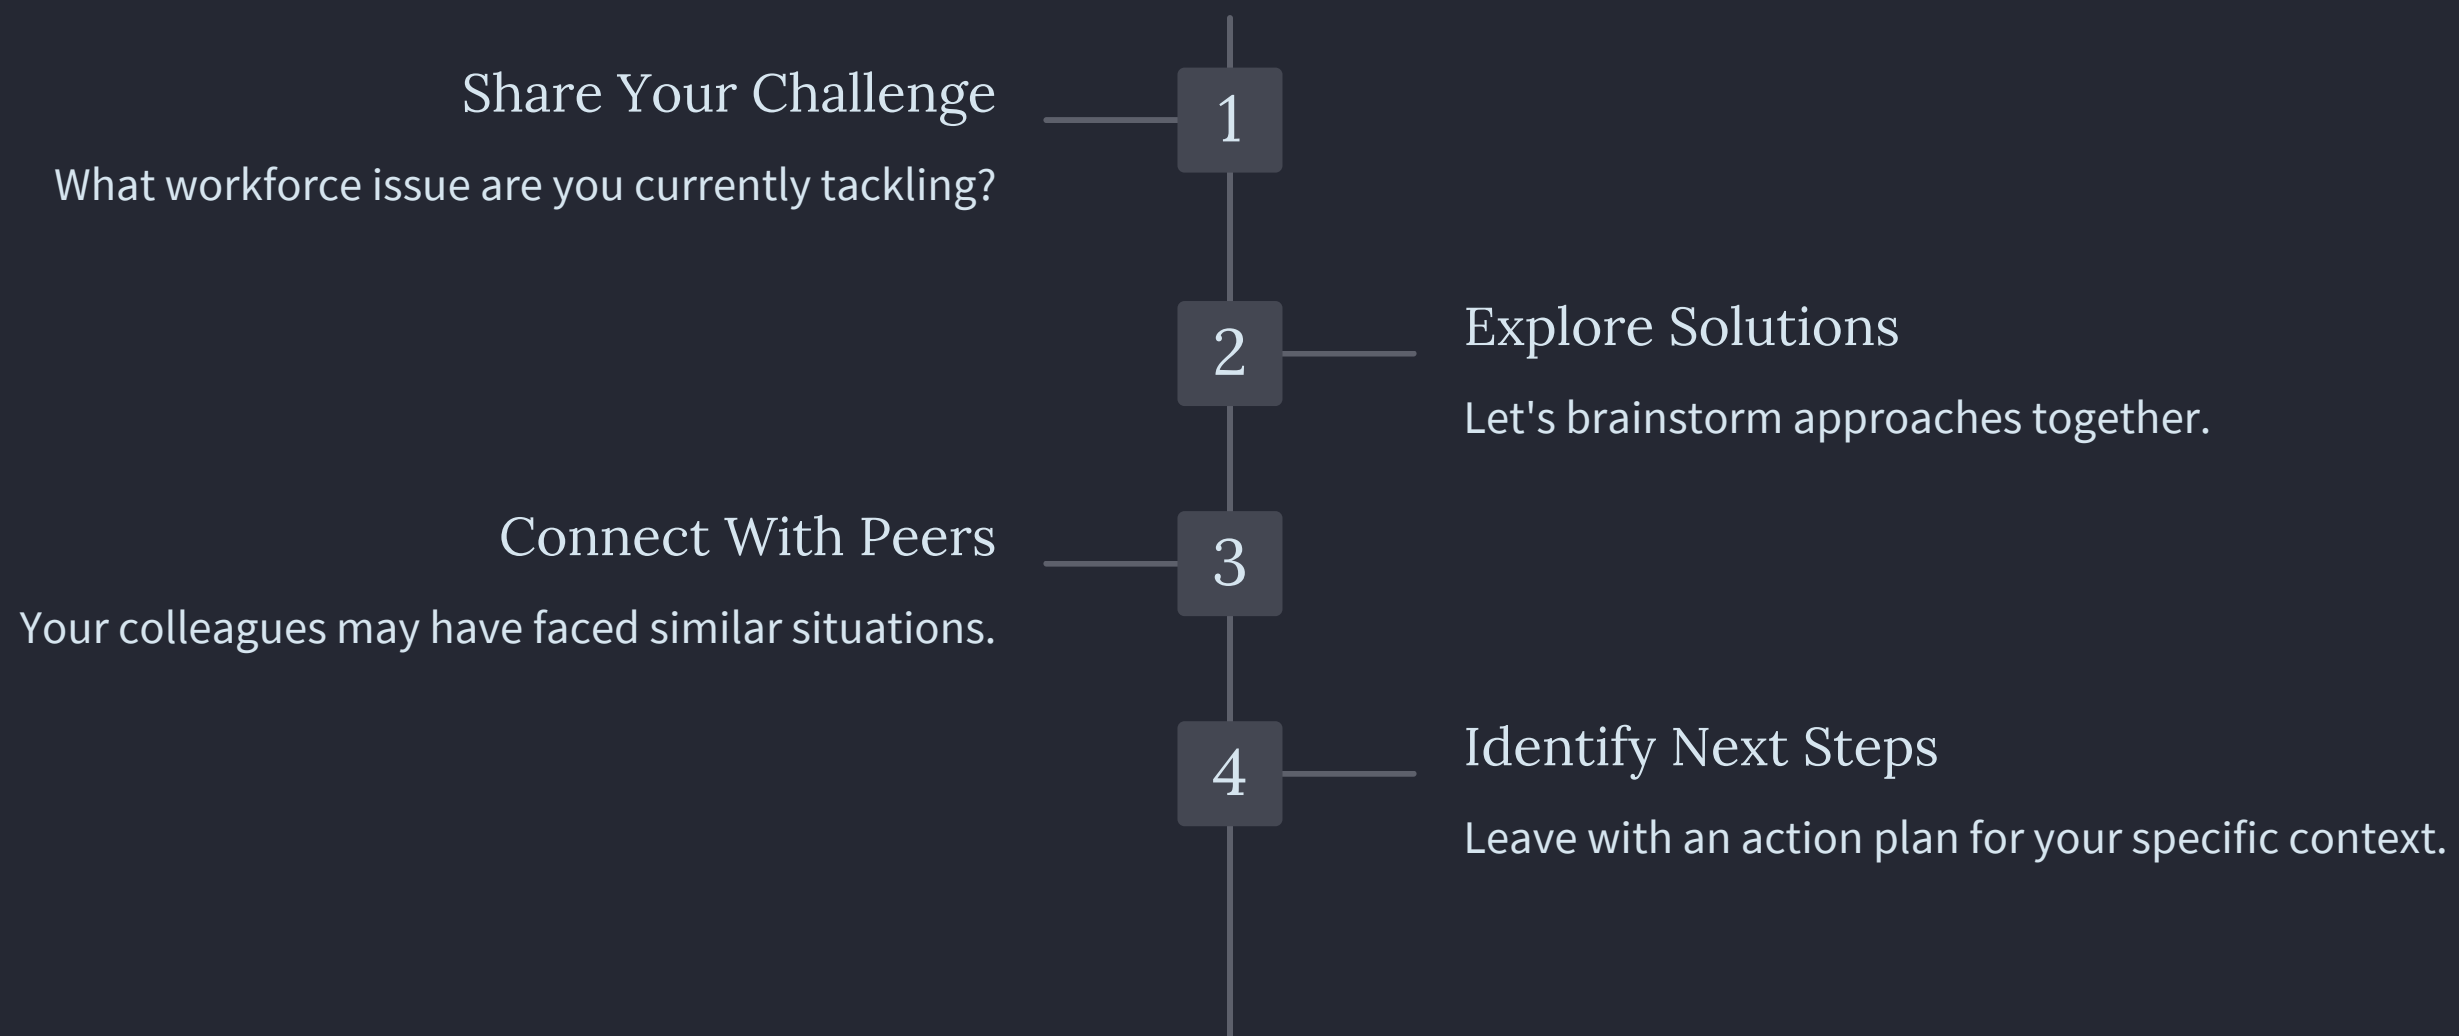 Share Your Challenge
1
What workforce issue are you currently tackling?
2
Explore Solutions
Let's brainstorm approaches together.
Connect With Peers
3
Your colleagues may have faced similar situations.
4
Identify Next Steps
Leave with an action plan for your specific context.